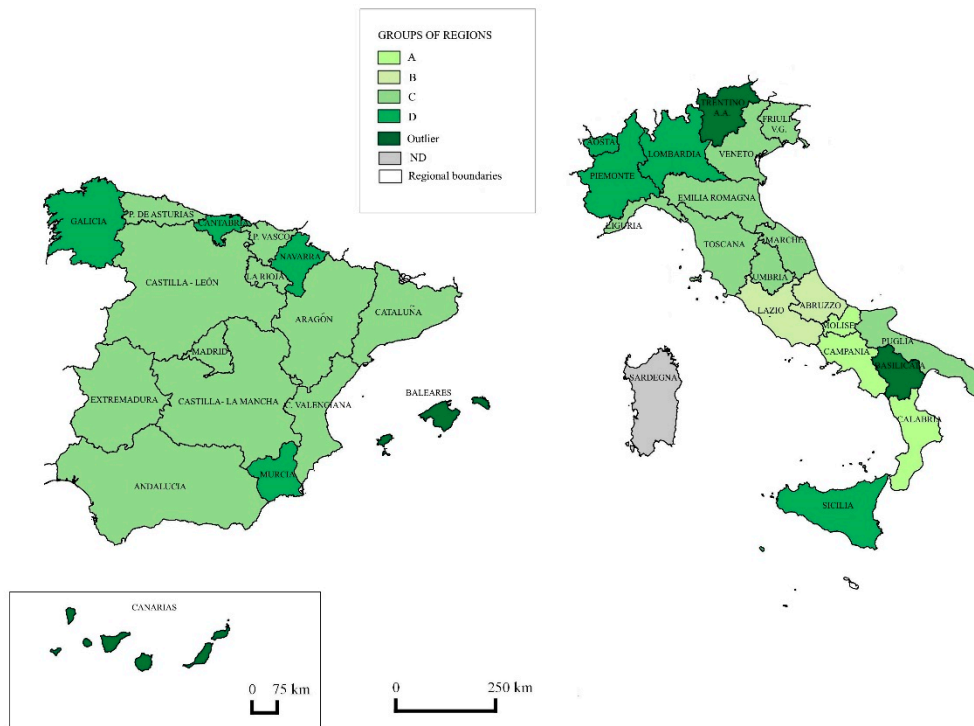 GROUPS OF REGIONS
A
B
C
D
Outlier
ND
Regional boundaries
GALICIA
P. DE ASTURIAS
CANTABRIA
P. VASCO
NAVARRA
LA RIOJA
CASTILLA - LEÓN
ARAGÓN
CATALUÑA
MADRID
EXTREMADURA
CASTILLA - LA MANCHA
C. VALENCIANA
BALEARES
MURCIA
ANDALUCIA
CANARIAS
0 75 km
0 250 km
TRENTINO
A.A.
FRIULI
V.G.
V.AOSTA
LOMBARDIA
VENETO
PIEMONTE
EMILIA ROMAGNA
LIGURIA
TOSCANA
MARCHE
UMBRIA
LAZIO
ABRUZZO
MOLISE
CAMPANIA
PUGLIA
BASILICATA
SARDEGNA
CALABRIA
SICILIA